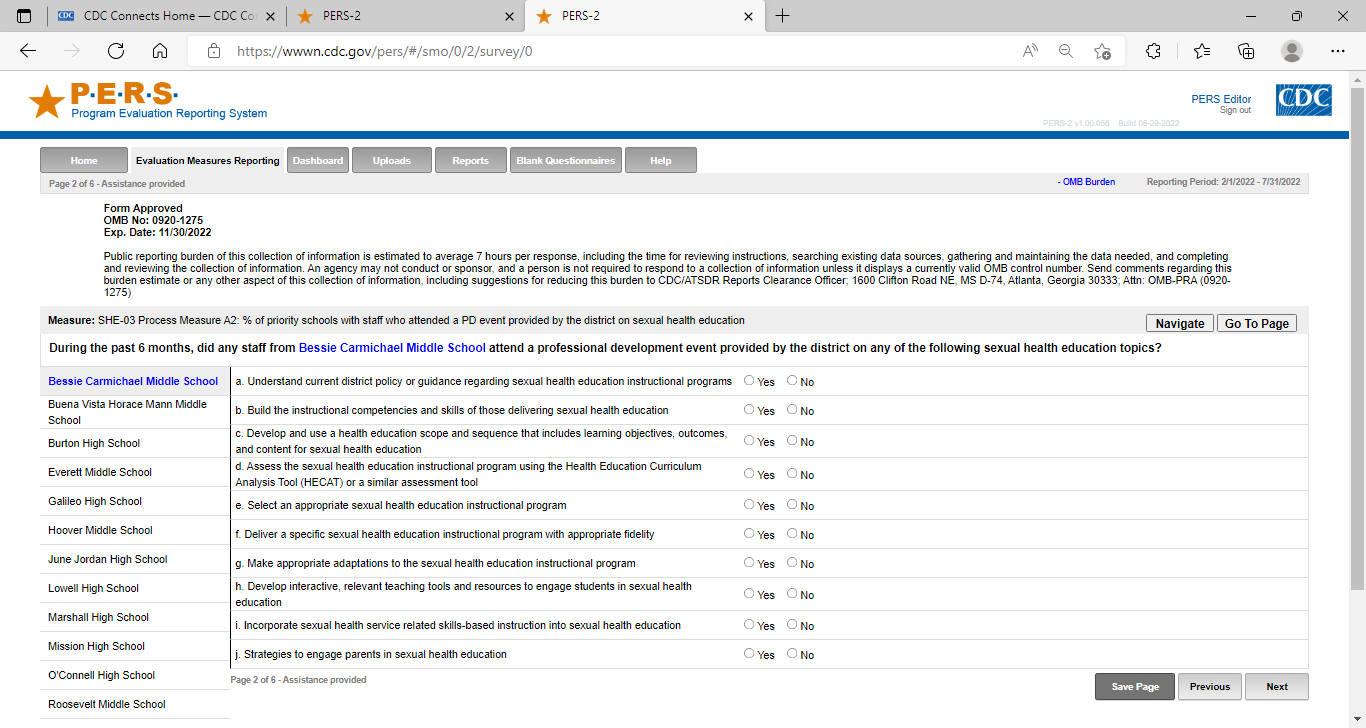 CDC Connects Home — CDC Co
PERS-2
PERS-2
https://wwwn.cdc.gov/pers/#/smo/0/2/survey/0
P·E·R·S·
Program Evaluation Reporting System
PERS Editor
Sign out
CDC
PERS-2 v1.00.056 Build 08-29-2022
Home
Evaluation Measures Reporting
Dashboard
Uploads
Reports
Blank Questionnaires
Help
Page 2 of 6 - Assistance provided
- OMB Burden
Reporting Period: 2/1/2022 - 7/31/2022
Form Approved
OMB No: 0920-1275
Exp. Date: 11/30/2022
Public reporting burden of this collection of information is estimated to average 7 hours per response, including the time for reviewing instructions, searching existing data sources, gathering and maintaining the data needed, and completing
and reviewing the collection of information. An agency may not conduct or sponsor, and a person is not required to respond to a collection of information unless it displays a currently valid OMB control number. Send comments regarding this
burden estimate or any other aspect of this collection of information, including suggestions for reducing this burden to CDC/ATSDR Reports Clearance Officer; 1600 Clifton Road NE, MS D-74, Atlanta, Georgia 30333; Attn: OMB-PRA (0920-
1275)
Measure: SHE-03 Process Measure A2: % of priority schools with staff who attended a PD event provided by the district on sexual health education
Navigate
Go To Page
During the past 6 months, did any staff from Bessie Carmichael Middle School attend a professional development event provided by the district on any of the following sexual health education topics?
Bessie Carmichael Middle School
Buena Vista Horace Mann Middle
School
Burton High School
Everett Middle School
Galileo High School
Hoover Middle School
June Jordan High School
Lowell High School
Marshall High School
Mission High School
O'Connell High School
Roosevelt Middle School
a. Understand current district policy or guidance regarding sexual health education instructional programs Yes No
b. Build the instructional competencies and skills of those delivering sexual health education Yes No
c. Develop and use a health education scope and sequence that includes learning objectives, outcomes,
and content for sexual health education Yes No
d. Assess the sexual health education instructional program using the Health Education Curriculum
Analysis Tool (HECAT) or a similar assessment tool Yes No
e. Select an appropriate sexual health education instructional program Yes No
f. Deliver a specific sexual health education instructional program with appropriate fidelity Yes No
g. Make appropriate adaptations to the sexual health education instructional program Yes No
h. Develop interactive, relevant teaching tools and resources to engage students in sexual health
education Yes No
i. Incorporate sexual health service related skills-based instruction into sexual health education Yes No
j. Strategies to engage parents in sexual health education Yes No
Page 2 of 6 - Assistance provided
Save Page
Previous
Next